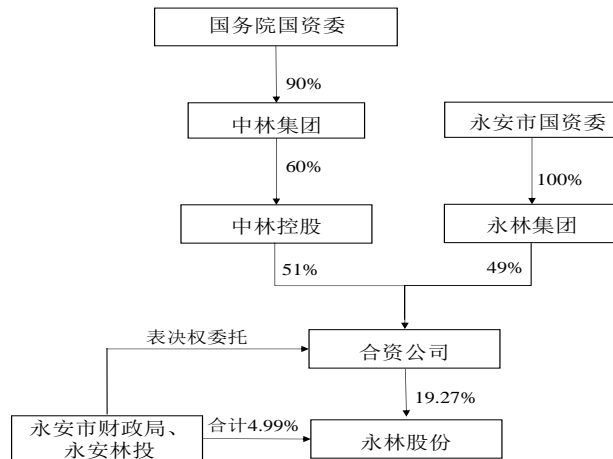 国务院国资委
90%
中林集团
永安市国资委
60%
100%
中林控股
永林集团
51%
49%
表决权委托
合资公司
19.27%
永安市财政局、
永安林投
合计4.99%
永林股份